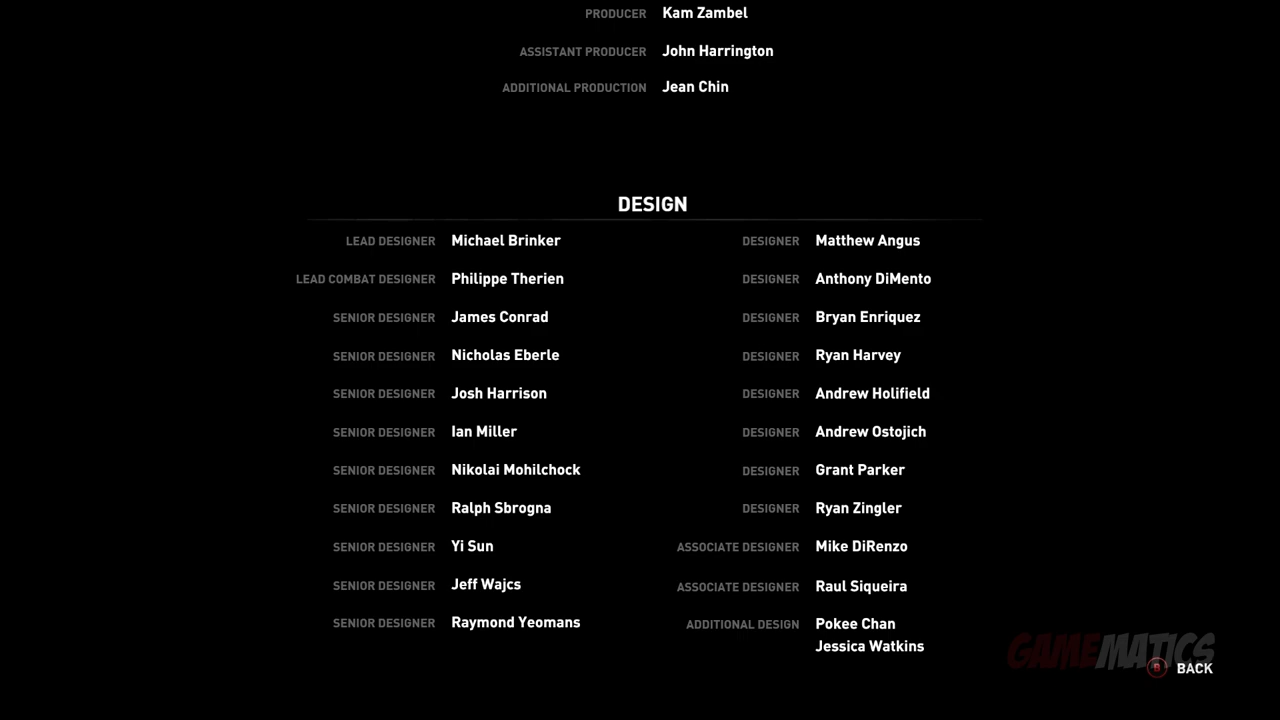 PRODUCER Kam Zambel
ASSISTANT PRODUCER John Harrington
ADDITIONAL PRODUCTION Jean Chin
DESIGN
LEAD DESIGNER Michael Brinker
LEAD COMBAT DESIGNER Philippe Therien
SENIOR DESIGNER James Conrad
SENIOR DESIGNER Nicholas Eberle
SENIOR DESIGNER Josh Harrison
SENIOR DESIGNER Ian Miller
SENIOR DESIGNER Nikolai Mohilchock
SENIOR DESIGNER Ralph Sbrogna
SENIOR DESIGNER Yi Sun
SENIOR DESIGNER Jeff Wajcs
SENIOR DESIGNER Raymond Yeomans
DESIGNER Matthew Angus
DESIGNER Anthony DiMento
DESIGNER Bryan Enriquez
DESIGNER Ryan Harvey
DESIGNER Andrew Holifield
DESIGNER Andrew Ostojich
DESIGNER Grant Parker
DESIGNER Ryan Zingler
ASSOCIATE DESIGNER Mike DiRenzo
ASSOCIATE DESIGNER Raul Siqueira
ADDITIONAL DESIGN Pokee Chan
Jessica Watkins
GAMEMATICS
B BACK